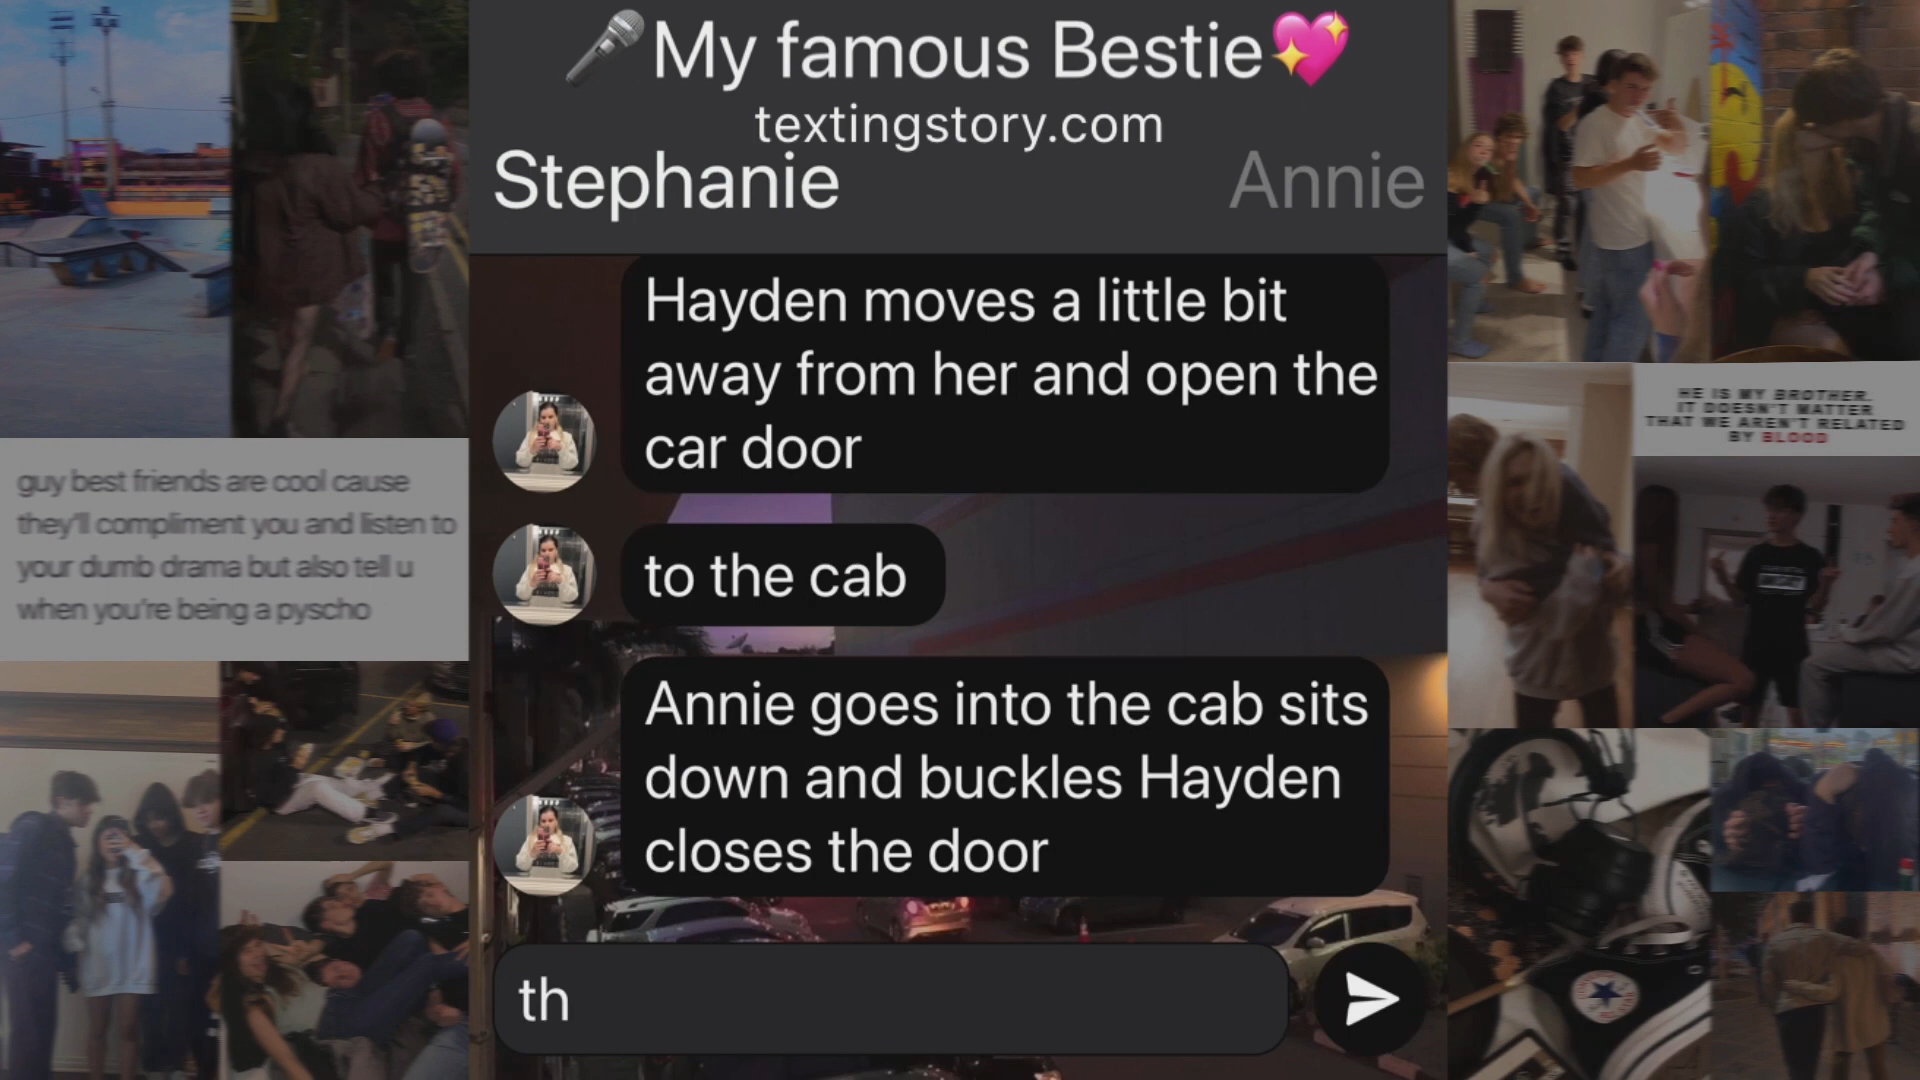 🎤My famous Bestie💖
textingstory.com
Stephanie
Annie
Hayden moves a little bit
away from her and open the
car door
to the cab
Annie goes into the cab sits
down and buckles Hayden
closes the door
th
guy best friends are cool cause
they'll compliment you and listen to
your dumb drama but also tell u
when you're being a pyscho
HE IS MY BROTHER.
IT DOESN'T MATTER
THAT WE AREN'T RELATED
BY BLOOD